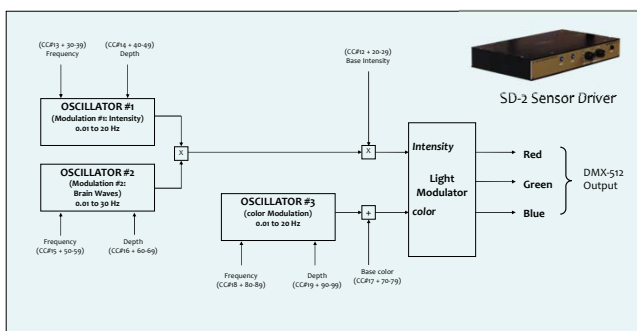 (CC#13 + 30-39)
Frequency
(CC#14 + 40-49)
Depth
(CC#12 + 20-29)
Base Intensity
SD-2 Sensor Driver
OSCILLATOR #1
(Modulation #1: Intensity)
0.01 to 20 Hz
X
X
OSCILLATOR #2
(Modulation #2:
Brain Waves)
0.01 to 30 Hz
Frequency
(CC#15 + 50-59)
Depth
(CC#16 + 60-69)
OSCILLATOR #3
(color Modulation)
0.01 to 20 Hz
+
Frequency
(CC#18 + 80-89)
Depth
(CC#19 + 90-99)
Base color
(CC#17 + 70-79)
Intensity
Light
Modulator
color
Red
Green
Blue
DMX-512
Output